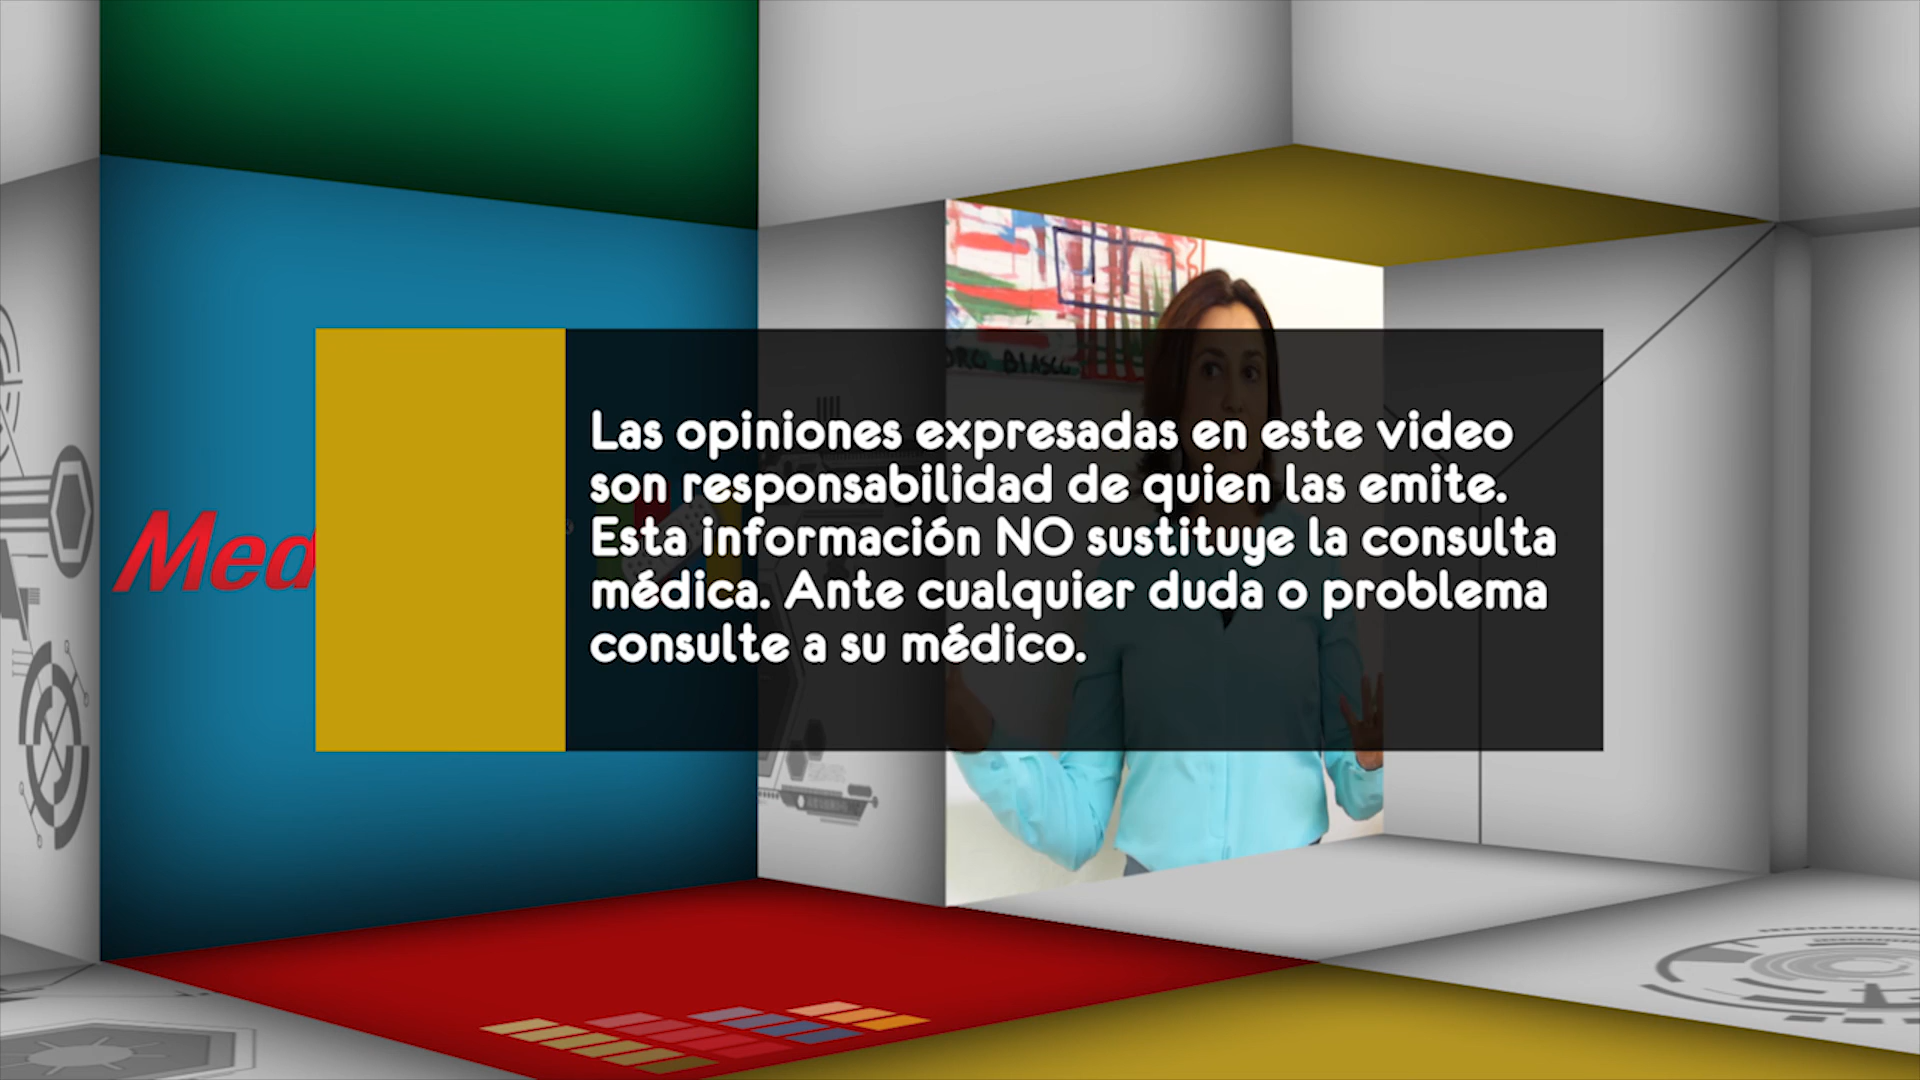 Las opiniones expresadas en este video
son responsabilidad de quien las emite.
Esta información NO sustituye la consulta
médica. Ante cualquier duda o problema
consulte a su médico.
Med